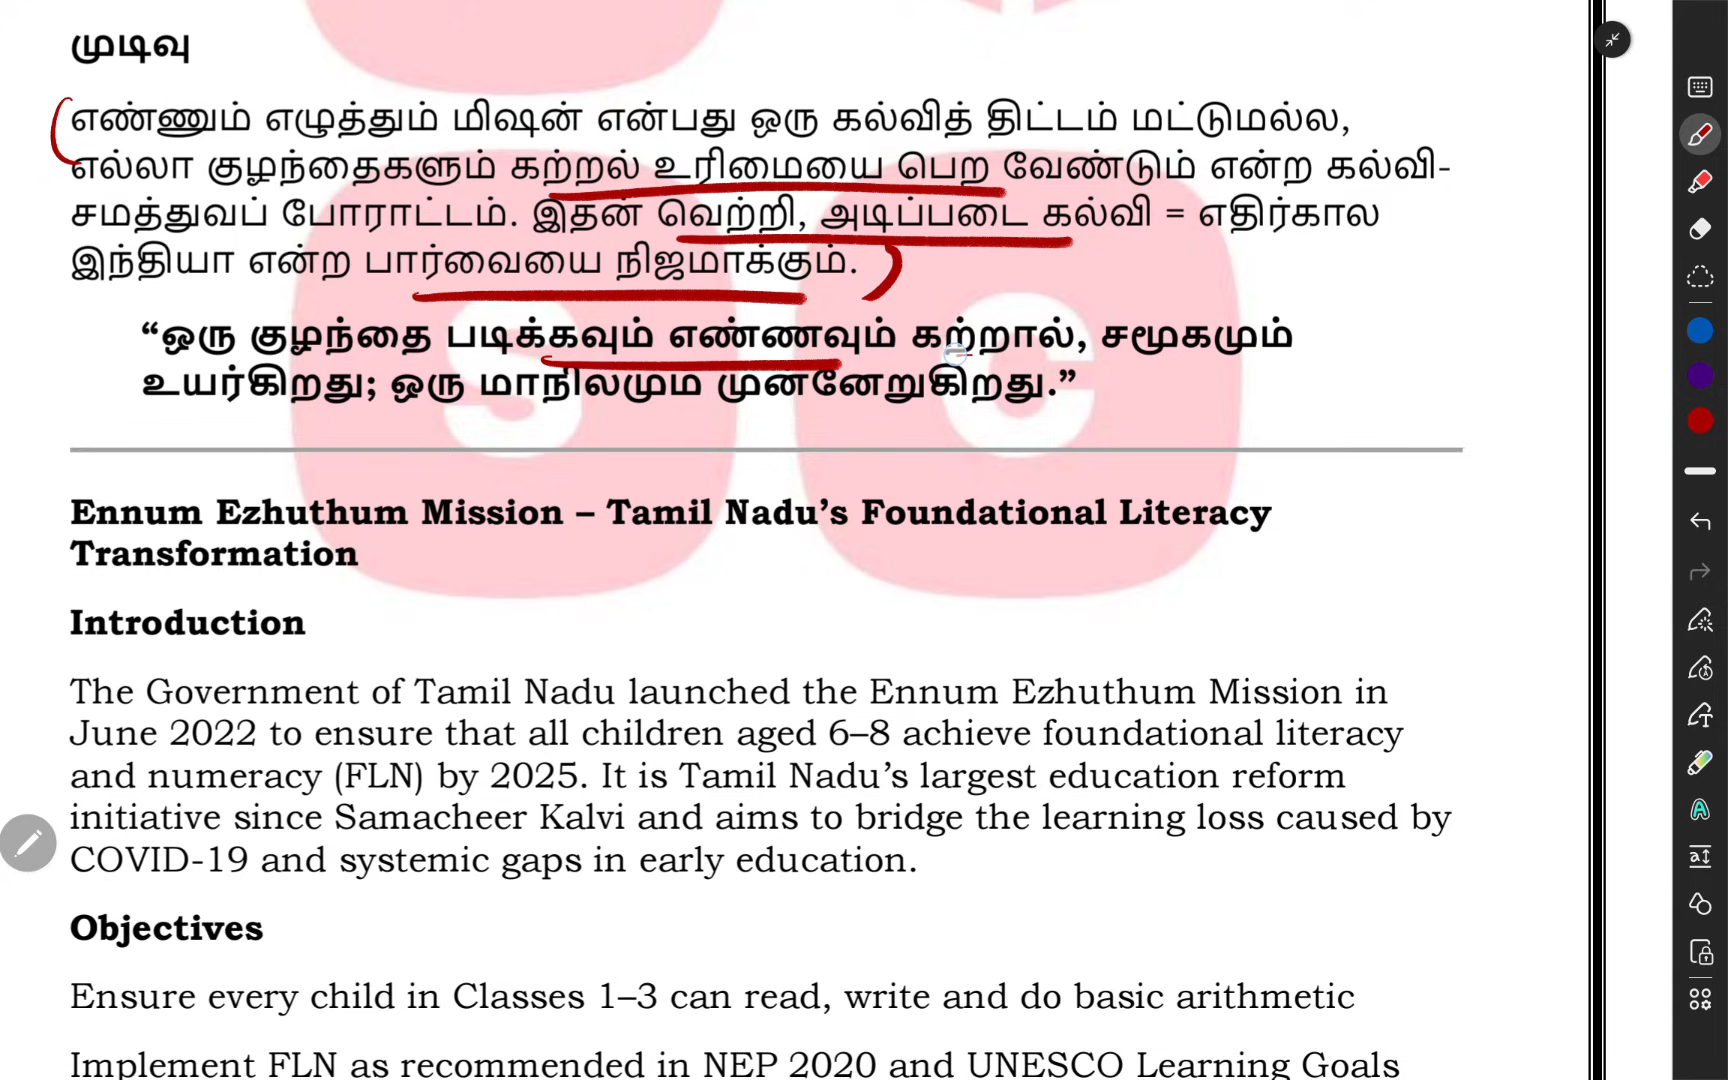 முடிவு
எண்ணும் எழுத்தும் மிஷன் என்பது ஒரு கல்வித் திட்டம் மட்டுமல்ல,
எல்லா குழந்தைகளும் கற்றல் உரிமையை பெற வேண்டும் என்ற கல்வி-
சமத்துவப் போராட்டம். இதன் வெற்றி, அடிப்படை கல்வி = எதிர்கால
இந்தியா என்ற பார்வையை நிஜமாக்கும்.
“ஒரு குழந்தை படிக்கவும் எண்ணவும் கற்றால், சமூகமும்
உயர்கிறது; ஒரு மாநிலமும் முன்னேறுகிறது.”
Ennum Ezhuthum Mission – Tamil Nadu’s Foundational Literacy
Transformation
Introduction
The Government of Tamil Nadu launched the Ennum Ezhuthum Mission in
June 2022 to ensure that all children aged 6–8 achieve foundational literacy
and numeracy (FLN) by 2025. It is Tamil Nadu’s largest education reform
initiative since Samacheer Kalvi and aims to bridge the learning loss caused by
COVID-19 and systemic gaps in early education.
Objectives
Ensure every child in Classes 1–3 can read, write and do basic arithmetic
Implement FLN as recommended in NEP 2020 and UNESCO Learning Goals